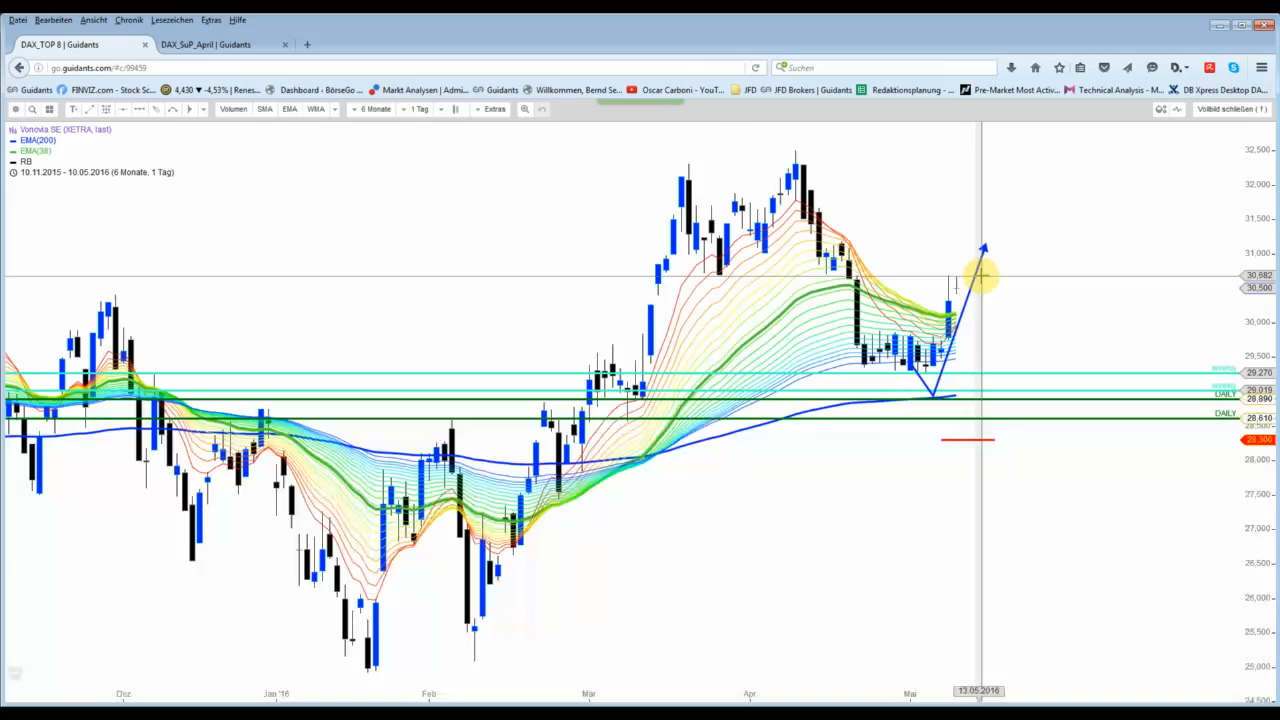 Datei Bearbeiten Ansicht Chronik Lesezeichen Extras Hilfe
DAX_TOP 8 | Guidants
DAX_SuP_April | Guidants
go.guidants.com/#c/99459
Suchen
Guidants FINVIZ.com - Stock Sc... 4,430 ▼ -4,53% | Renes... Dashboard - BörseGo ... Markt Analysen | Admi... Guidants Willkommen, Bernd Se... Oscar Carboni - YouT... JFD JFD Brokers | Guidants Redaktionsplanung - ... Pre-Market Most Activ... Technical Analysis - M... DB Xpress Desktop DA...
Volumen SMA EMA WMA 6 Monate 1 Tag Extras Vollbild schließen ( f )
Vonovia SE (XETRA, last)
EMA(200)
EMA(38)
RB
10.11.2015 - 10.05.2016 (6 Monate, 1 Tag)
32,500
32,000
31,500
31,000
30,682
30,500
30,000
29,500
weekly 29,270
weekly 29,019
DAILY 28,890
DAILY 28,610
28,500
28,300
28,000
27,500
27,000
26,500
26,000
25,500
25,000
24,500
Dez Jan '16 Feb Mär Apr Mai 13.05.2016